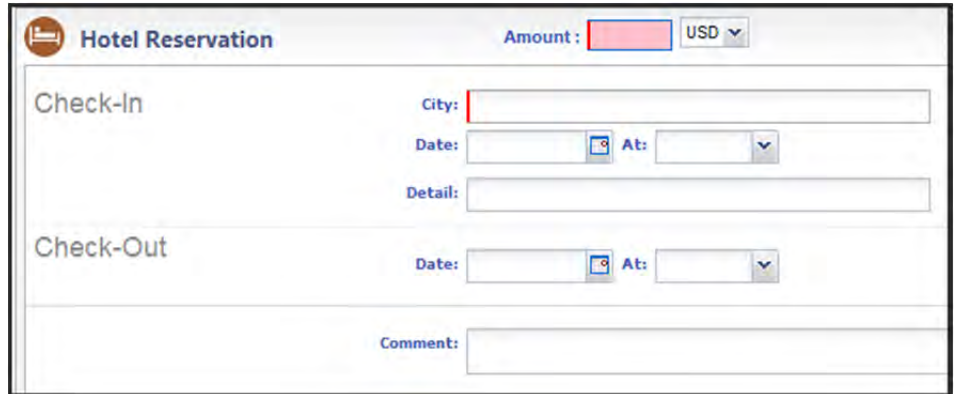 Hotel Reservation Amount : USD
Check-In City:
Date: At:
Detail:
Check-Out
Date: At:
Comment: